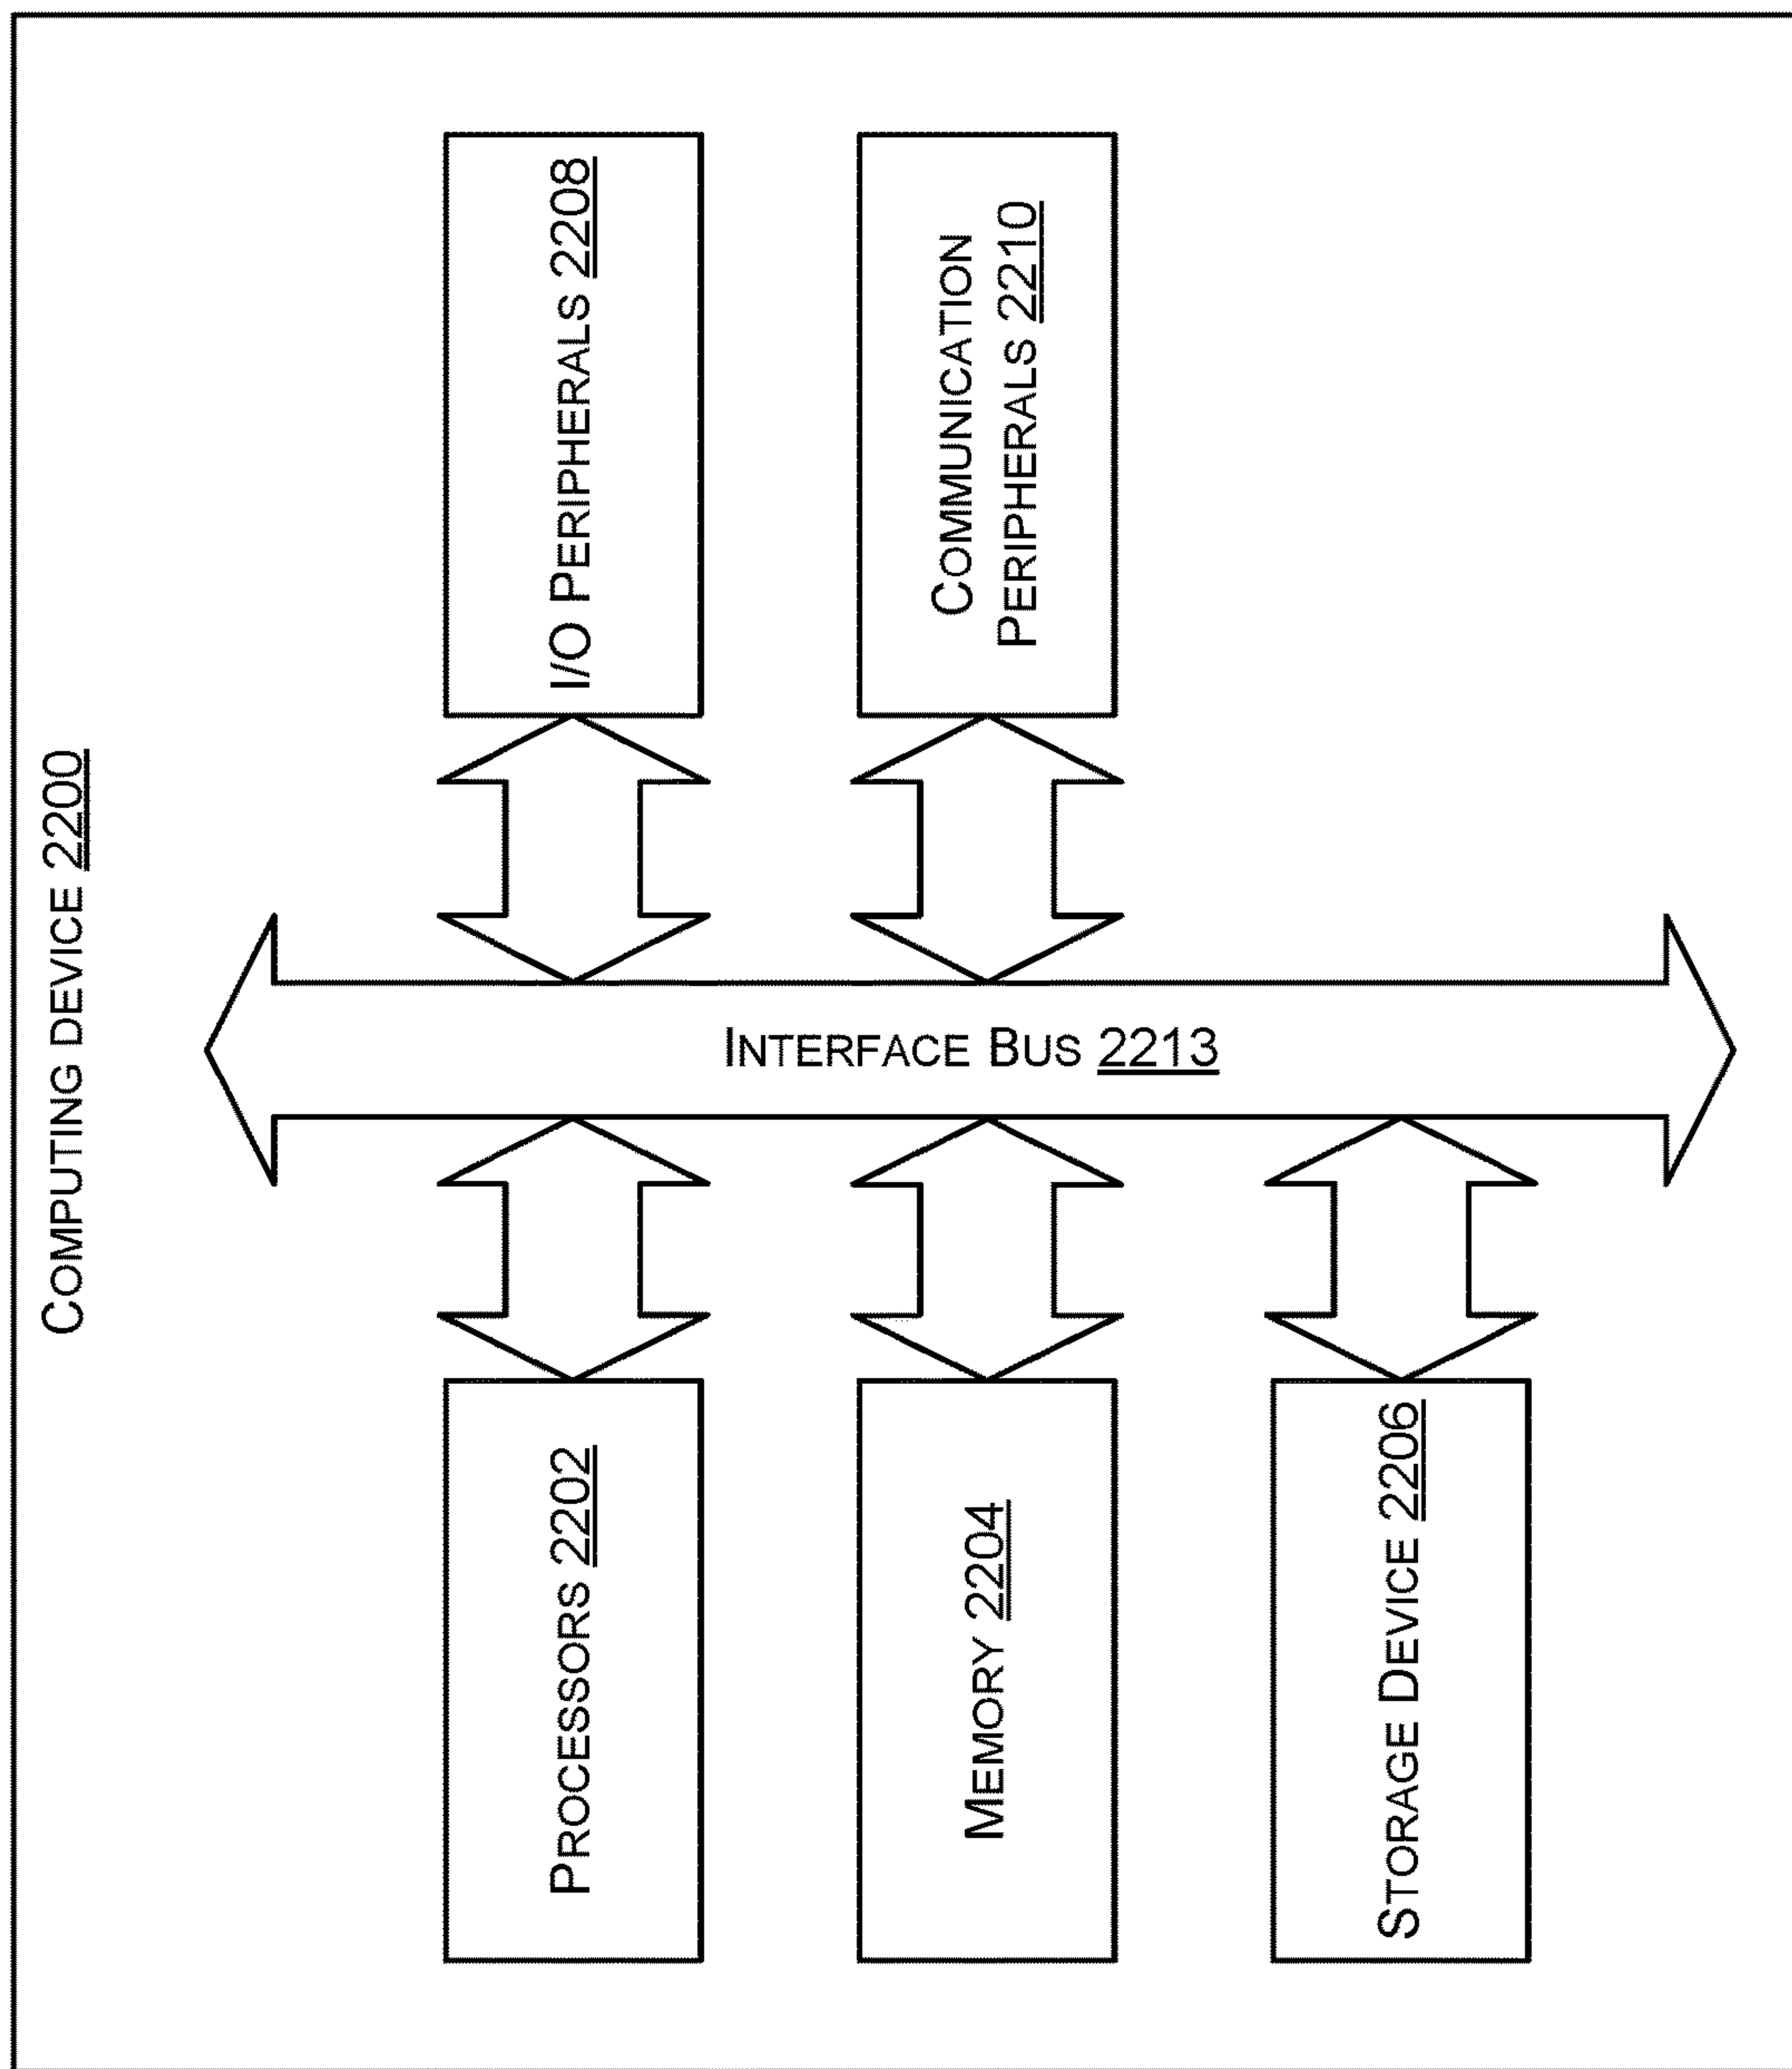 COMPUTING DEVICE 2200
PROCESSORS 2202
I/O PERIPHERALS 2208
MEMORY 2204
INTERFACE BUS 2213
COMMUNICATION
PERIPHERALS 2210
STORAGE DEVICE 2206